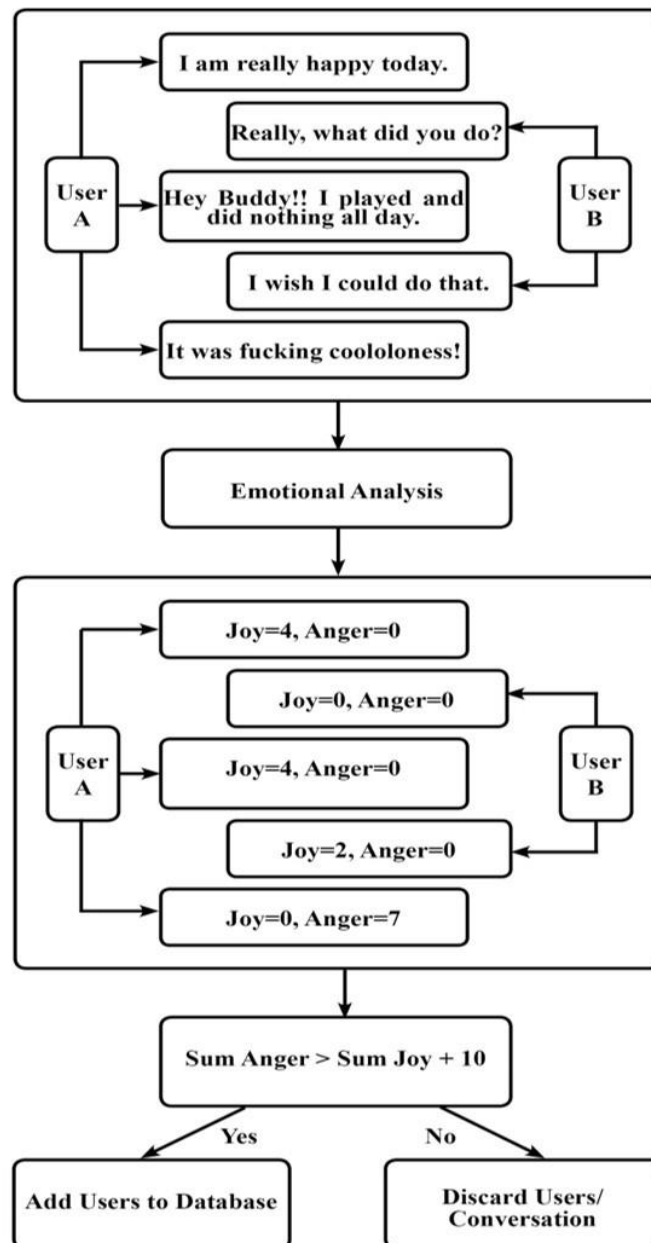 I am really happy today.
Really, what did you do?
User
A
Hey Buddy!! I played and
did nothing all day.
User
B
I wish I could do that.
It was fucking coololoness!
Emotional Analysis
Joy=4, Anger=0
Joy=0, Anger=0
User
A
Joy=4, Anger=0
User
B
Joy=2, Anger=0
Joy=0, Anger=7
Sum Anger > Sum Joy + 10
Yes
No
Add Users to Database
Discard Users/
Conversation